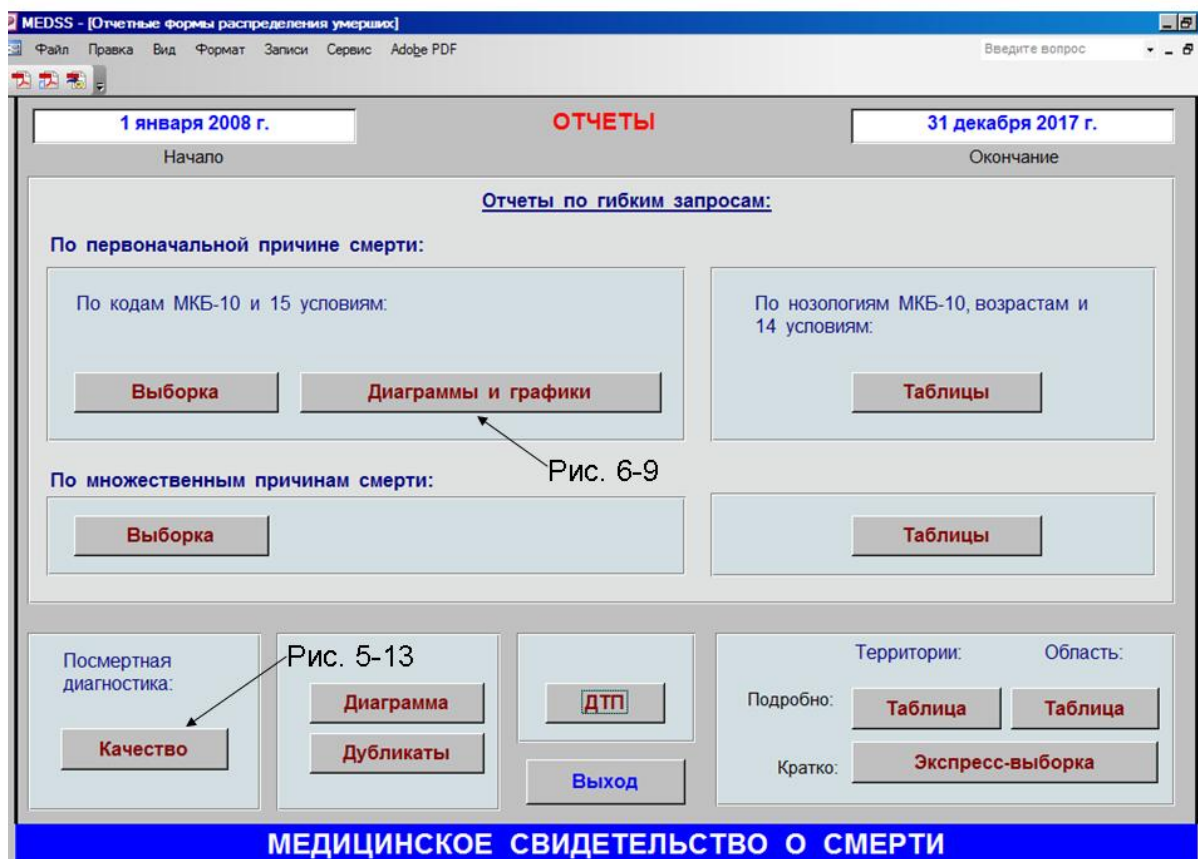 MEDSS - [Отчетные формы распределения умерших]
Файл Правка Вид Формат Записи Сервис Adobe PDF Введите вопрос
1 января 2008 г. ОТЧЕТЫ 31 декабря 2017 г.
Начало Окончание
Отчеты по гибким запросам:
По первоначальной причине смерти:
По кодам МКБ-10 и 15 условиям:
По нозологиям МКБ-10, возрастам и
14 условиям:
Выборка Диаграммы и графики Таблицы
Рис. 6-9
По множественным причинам смерти:
Выборка Таблицы
Посмертная
диагностика:
Рис. 5-13
Качество
Диаграмма
Дубликаты
ДТП
Выход
Территории: Область:
Подробно: Таблица Таблица
Кратко: Экспресс-выборка
МЕДИЦИНСКОЕ СВИДЕТЕЛЬСТВО О СМЕРТИ